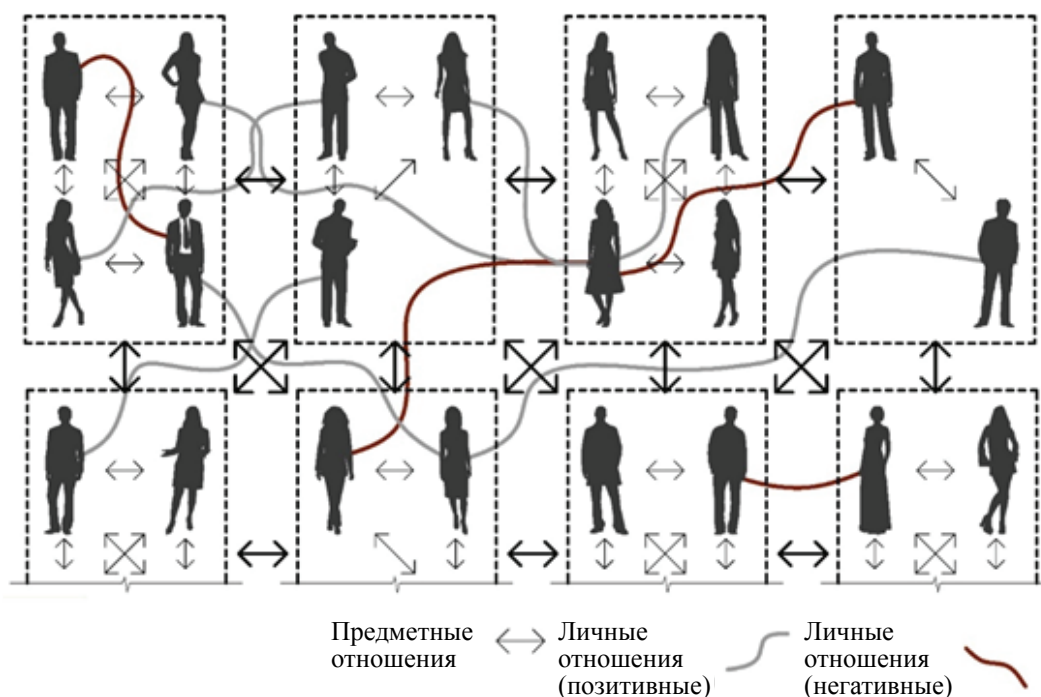 Предметные
отношения
Личные
отношения
(позитивные)
Личные
отношения
(негативные)